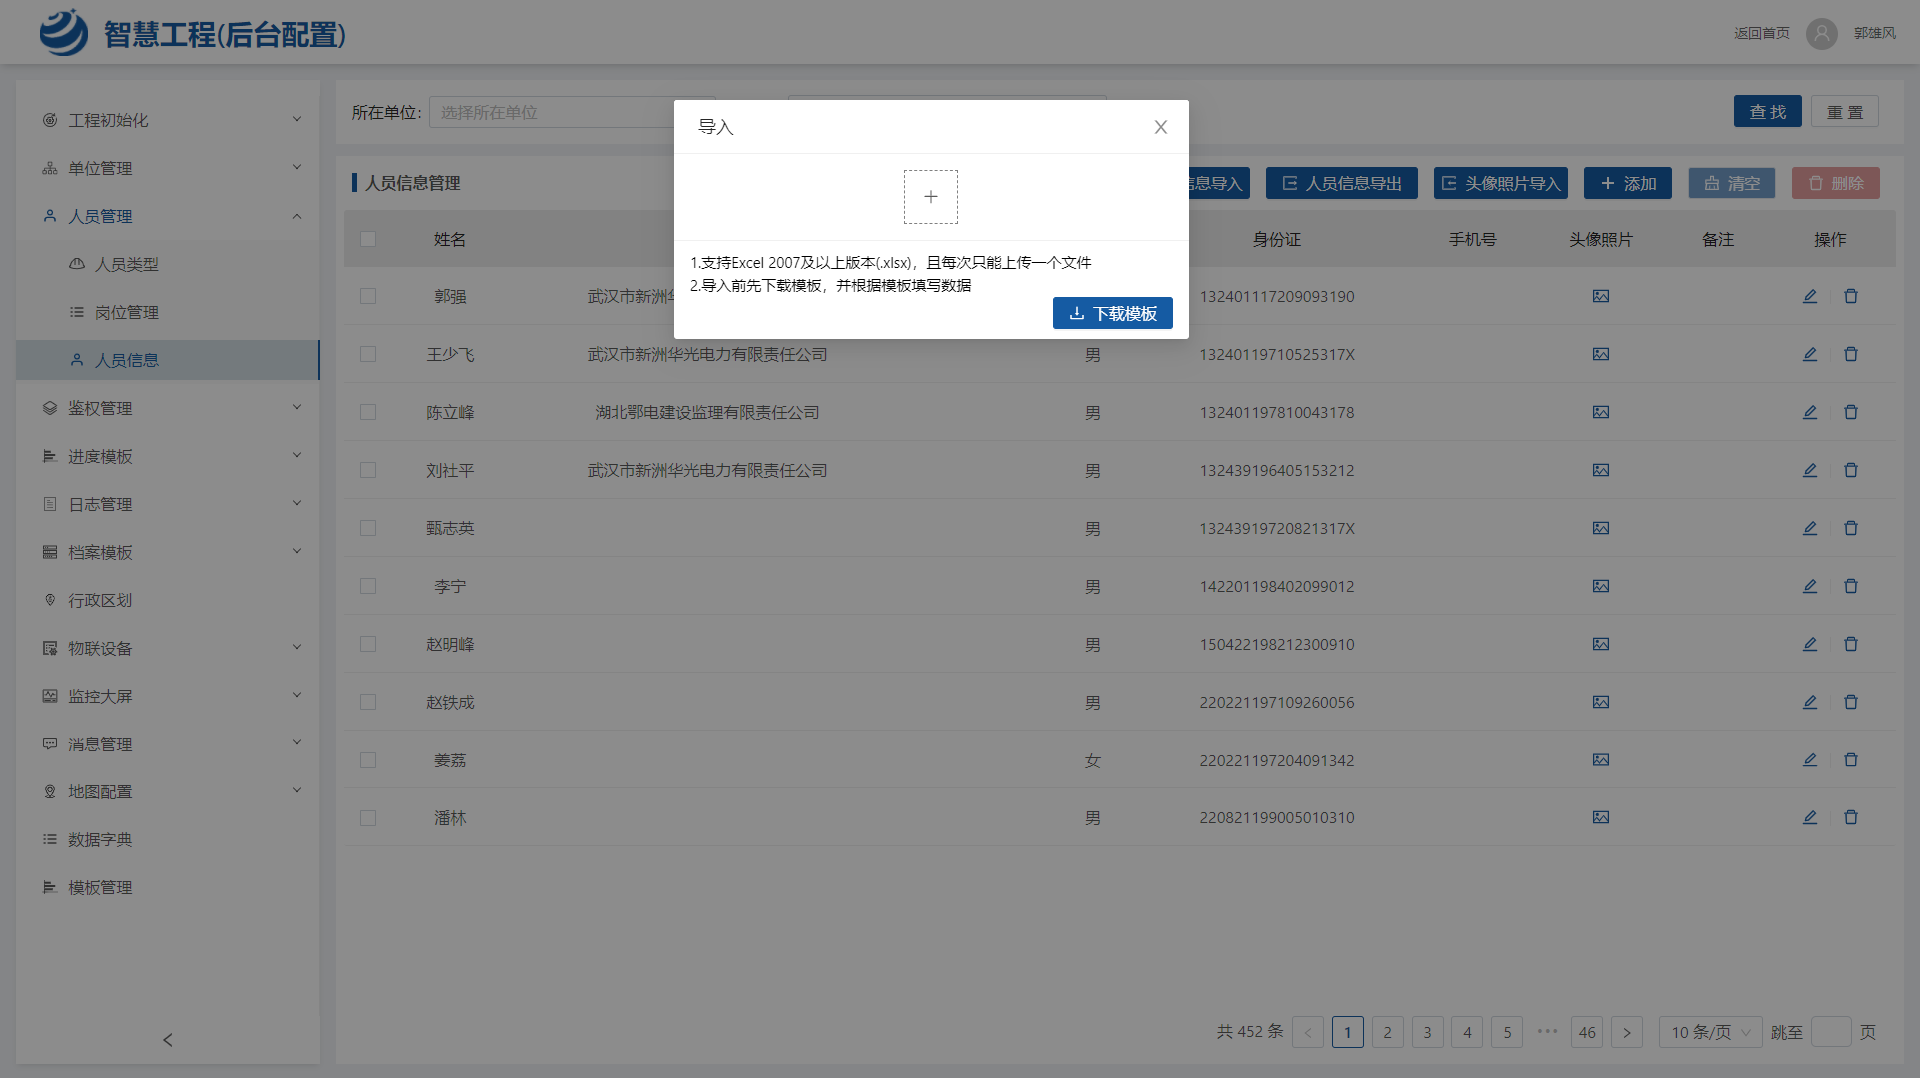 智慧工程(后台配置)
返回首页
郭雄风
工程初始化
单位管理
人员管理
人员类型
岗位管理
人员信息
鉴权管理
进度模板
日志管理
档案模板
行政区划
物联设备
监控大屏
消息管理
地图配置
数据字典
模板管理
所在单位:
选择所在单位
查 找
重 置
人员信息管理
信息导入
人员信息导出
头像照片导入
添加
清空
删除
导入
1.支持Excel 2007及以上版本(.xlsx)，且每次只能上传一个文件
2.导入前先下载模板，并根据模板填写数据
下载模板
姓名 身份证 手机号 头像照片 备注 操作
郭强 武汉市新洲华 132401117209093190
王少飞 武汉市新洲华光电力有限责任公司 男 13240119710525317X
陈立峰 湖北鄂电建设监理有限责任公司 男 132401197810043178
刘社平 武汉市新洲华光电力有限责任公司 男 132439196405153212
甄志英 男 13243919720821317X
李宁 男 142201198402099012
赵明峰 男 150422198212300910
赵铁成 男 220221197109260056
姜荔 女 220221197204091342
潘林 男 220821199005010310
共 452 条 < 1 2 3 4 5 ••• 46 > 10 条/页 跳至 页